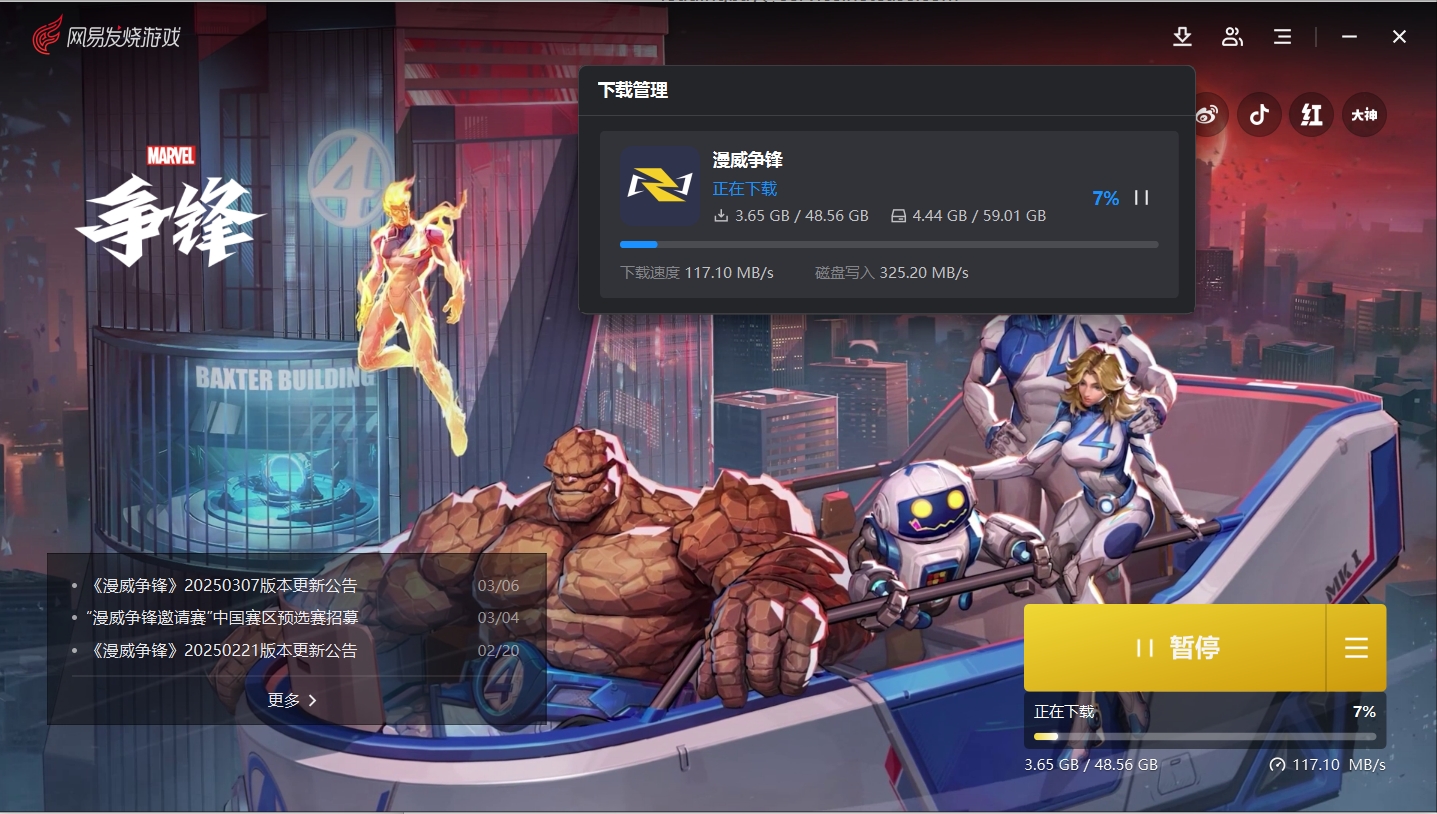 网易发烧游戏
下载管理
红
大神
MARVEL
争锋
漫威争锋
正在下载
3.65 GB / 48.56 GB
4.44 GB / 59.01 GB
7%
下载速度 117.10 MB/s
磁盘写入 325.20 MB/s
4
BAXTER BUILDING
4
4
MK I
《漫威争锋》20250307版本更新公告
03/06
“漫威争锋邀请赛”中国赛区预选赛招募
03/04
《漫威争锋》20250221版本更新公告
02/20
更多
4
暂停
正在下载
7%
3.65 GB / 48.56 GB
117.10 MB/s